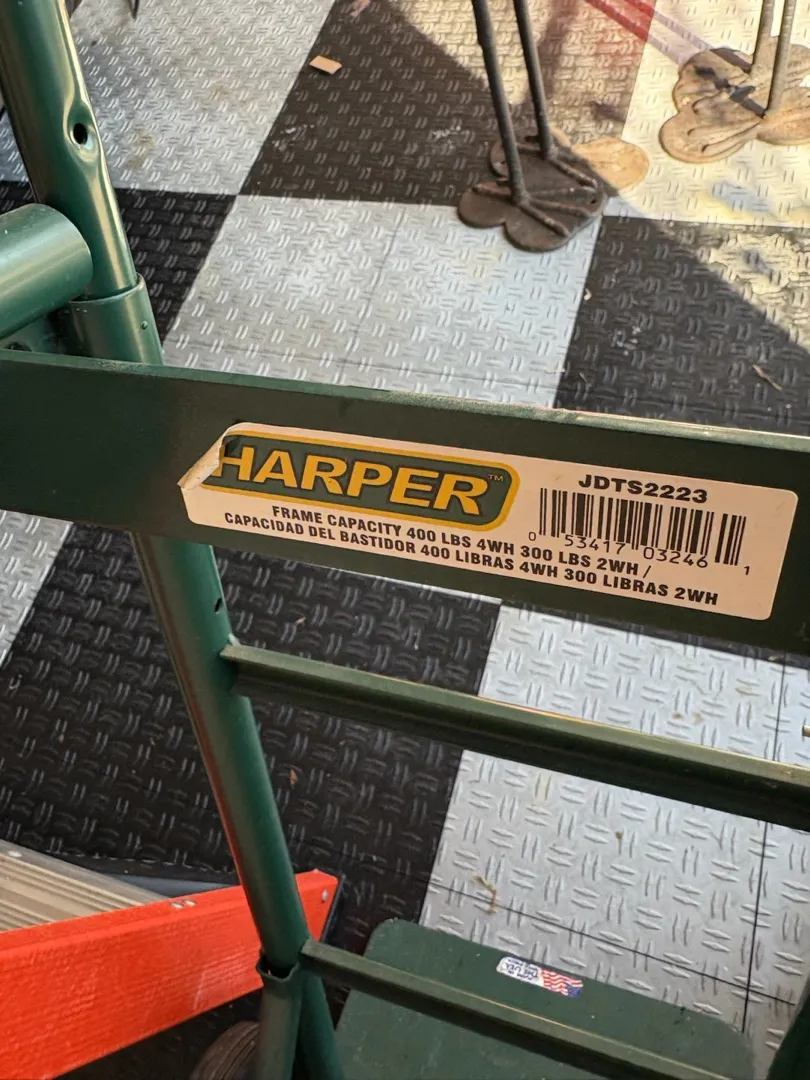 HARPER™
JDTS2223
FRAME CAPACITY 400 LBS 4WH 300 LBS 2WH /
CAPACIDAD DEL BASTIDOR 400 LIBRAS 4WH 300 LIBRAS 2WH
0 53417 03246 1